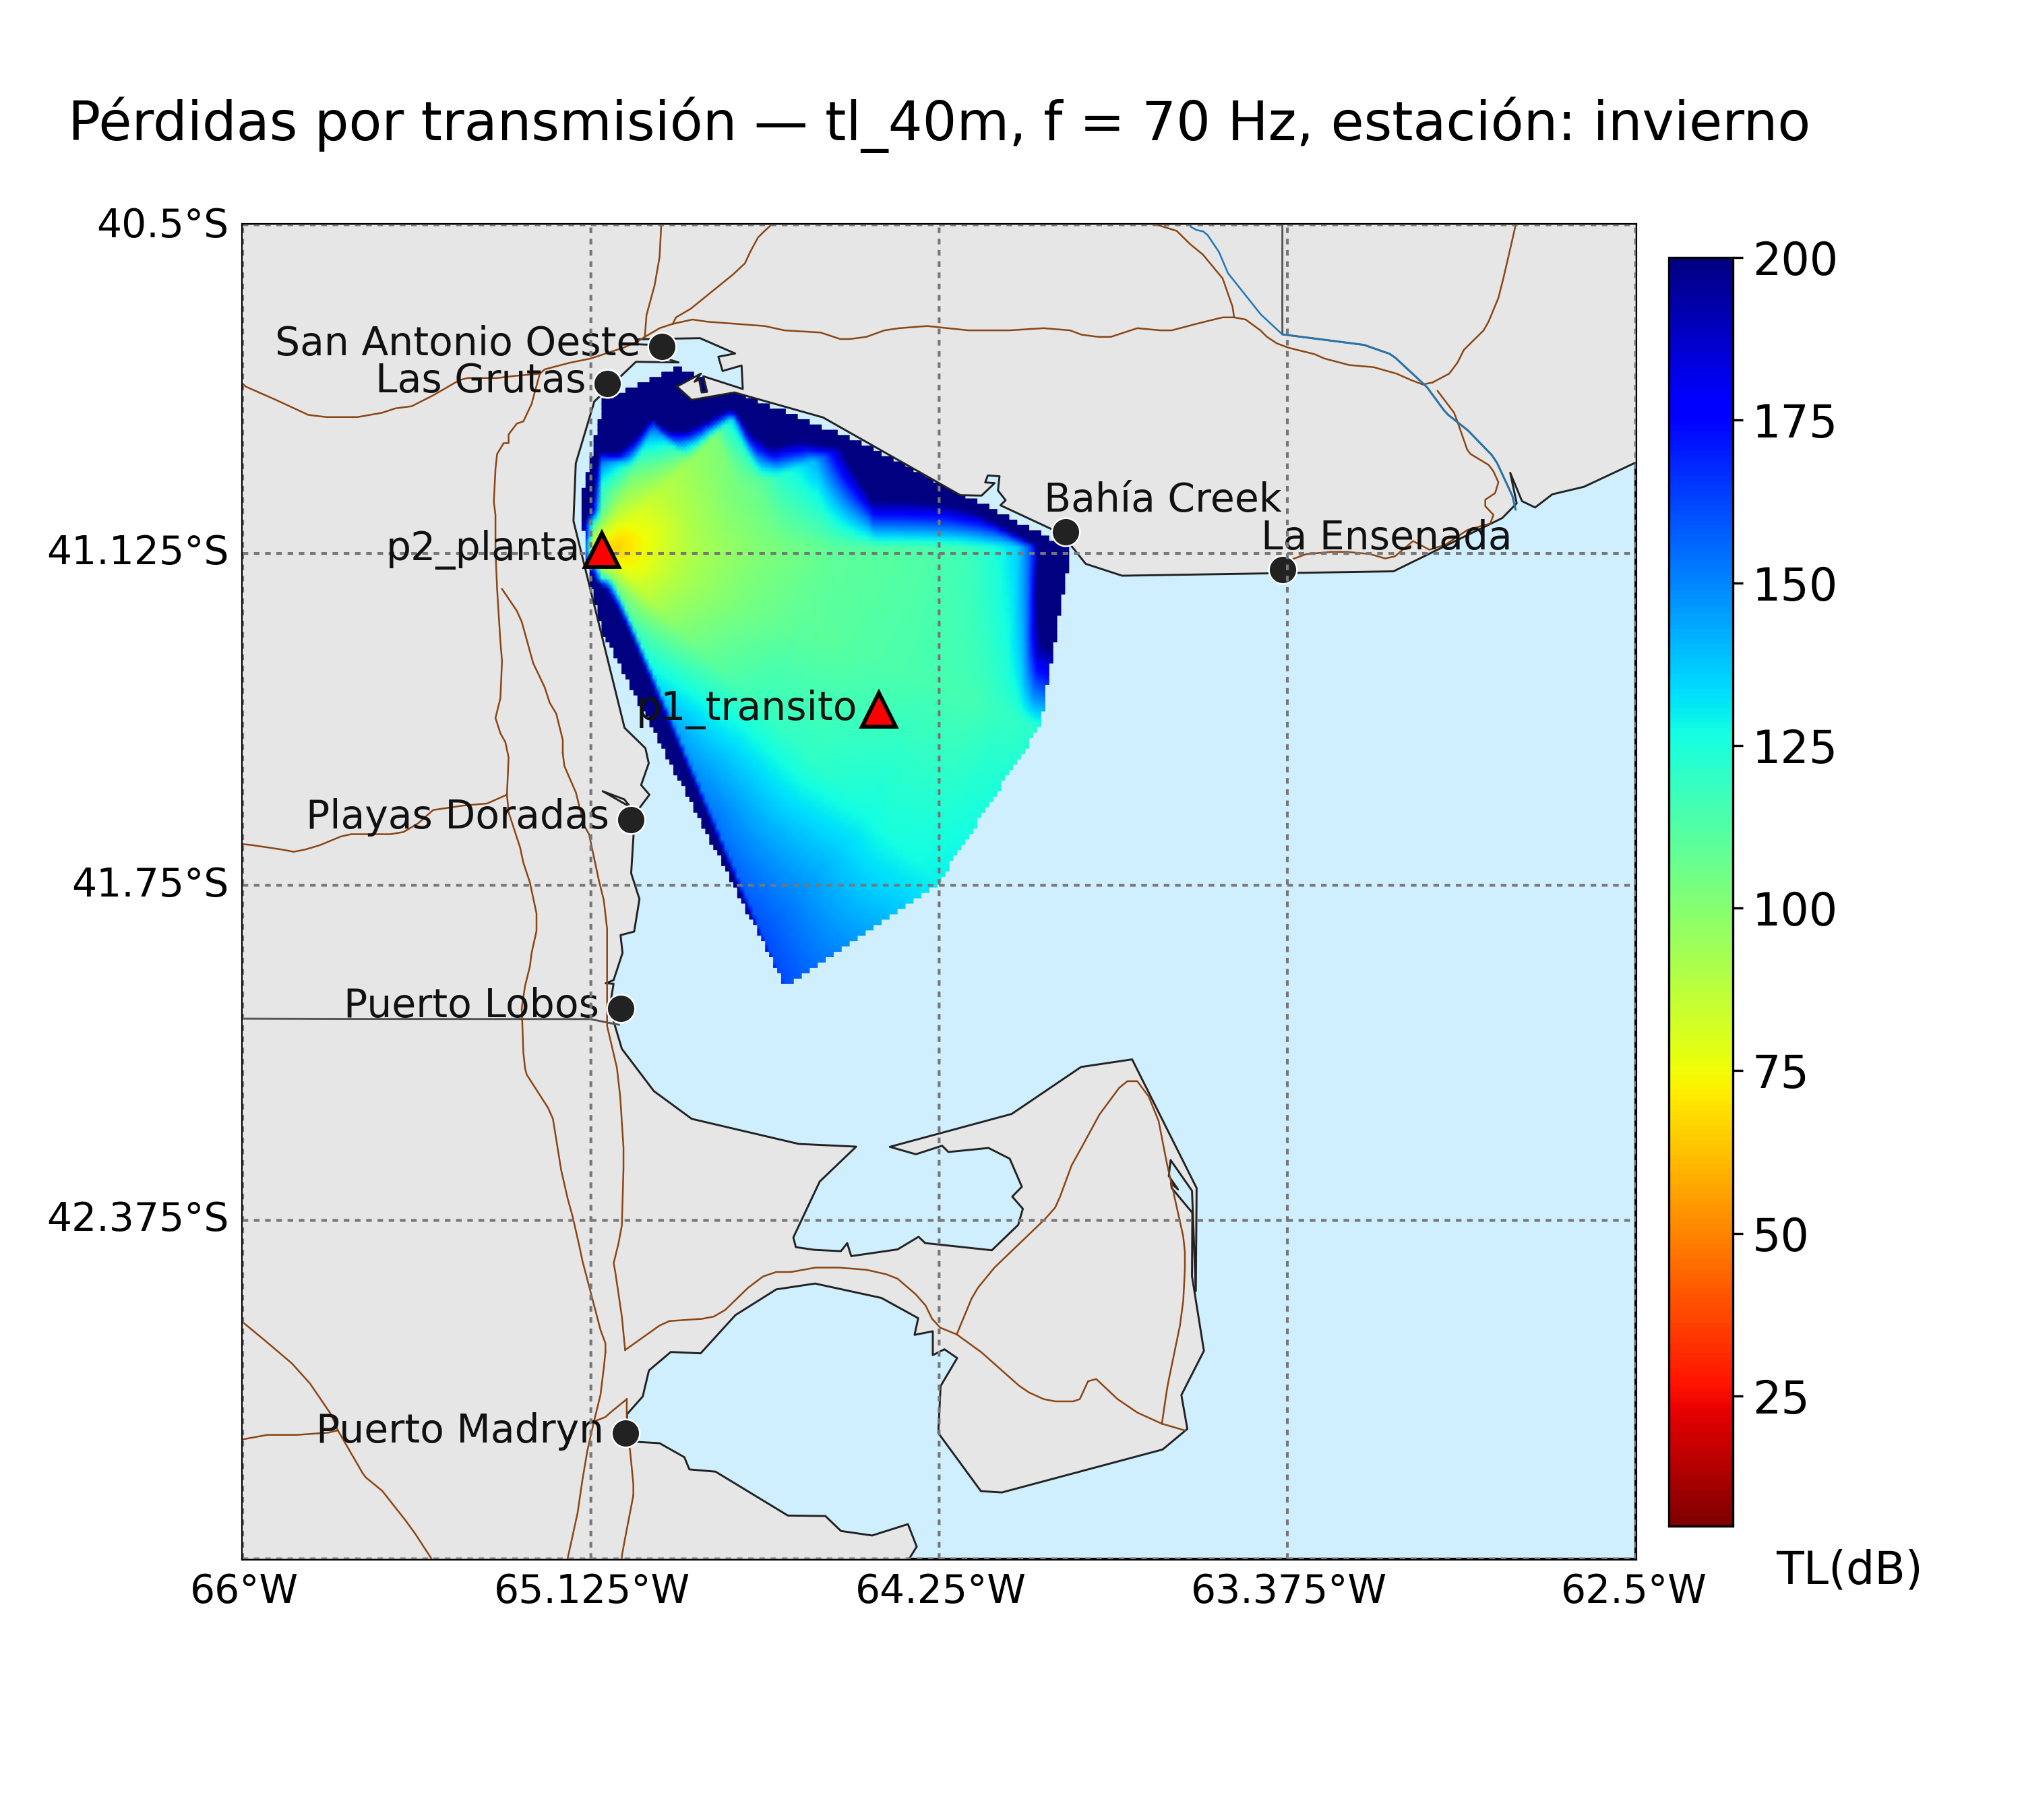 Pérdidas por transmisión — tl_40m, f = 70 Hz, estación: invierno
40.5°S
200
San Antonio Oeste
Las Grutas
175
Bahía Creek
La Ensenada
p2_planta
41.125°S
150
p1_transito
125
Playas Doradas
41.75°S
100
Puerto Lobos
75
42.375°S
50
25
Puerto Madryn
TL(dB)
66°W 65.125°W 64.25°W 63.375°W 62.5°W